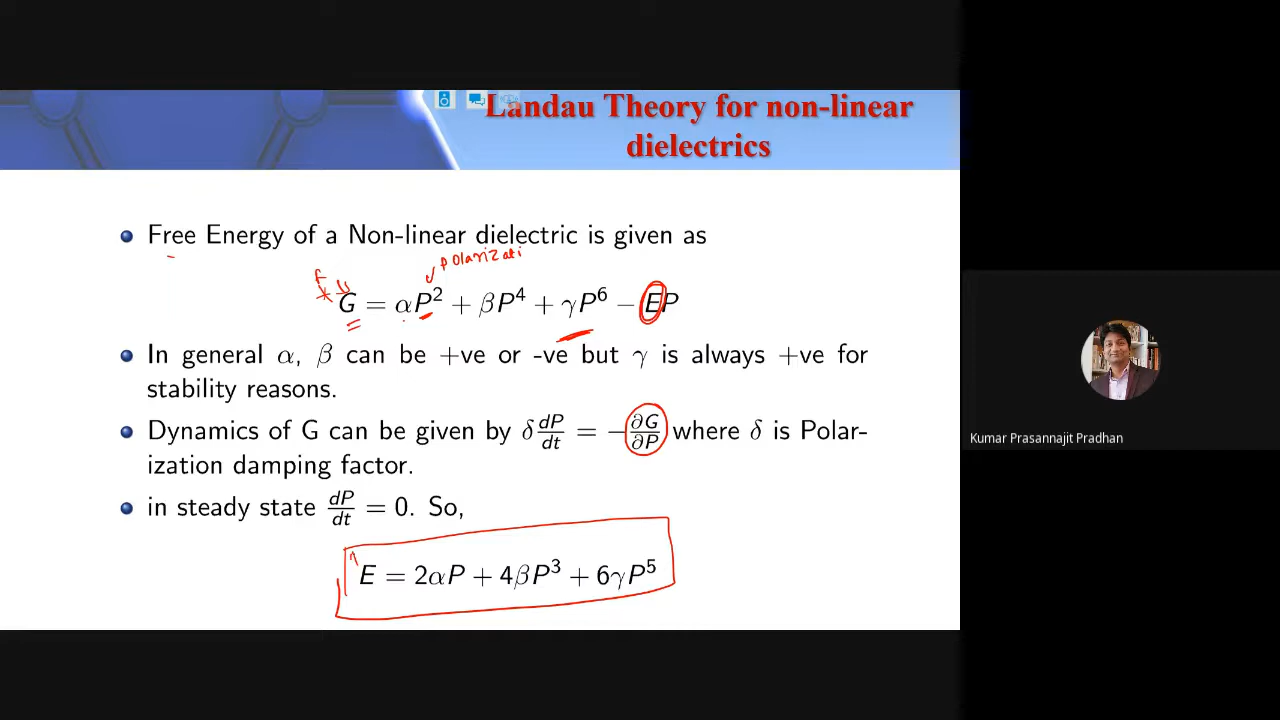 Landau Theory for non-linear
dielectrics
Free Energy of a Non-linear dielectric is given as
Polarizati
G = αP² + βP⁴ + γP⁶ − EP
In general α, β can be +ve or -ve but γ is always +ve for
stability reasons.
Dynamics of G can be given by δ dP/dt = −∂G/∂P where δ is Polar-
ization damping factor.
in steady state dP/dt = 0. So,
E = 2αP + 4βP³ + 6γP⁵
Kumar Prasannajit Pradhan